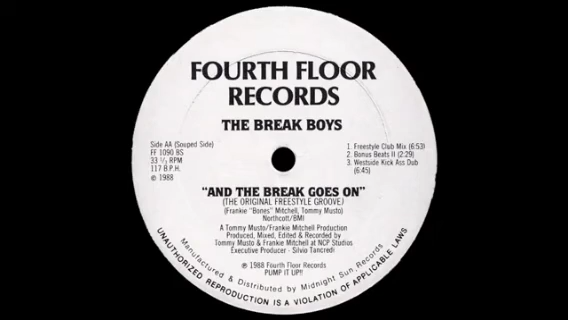 FOURTH FLOOR
RECORDS
THE BREAK BOYS
Side AA (Souped Side)
FF 1090 BS
33 ⅓ RPM
117 B.P.H.
℗ 1988
1. Freestyle Club Mix (6:53)
2. Bonus Beats II (2:29)
3. Westside Kick Ass Dub
(6:45)
"AND THE BREAK GOES ON"
(THE ORIGINAL FREESTYLE GROOVE)
(Frankie "Bones" Mitchell, Tommy Musto)
Northcott/BMI
A Tommy Musto/Frankie Mitchell Production
Produced, Mixed, Edited & Recorded by
Tommy Musto & Frankie Mitchell at NCP Studios
Executive Producer - Silvio Tancredi
℗ 1988 Fourth Floor Records
PUMP IT UP!!
Manufactured & Distributed by Midnight Sun, Records
UNAUTHORIZED REPRODUCTION IS A VIOLATION OF APPLICABLE LAWS